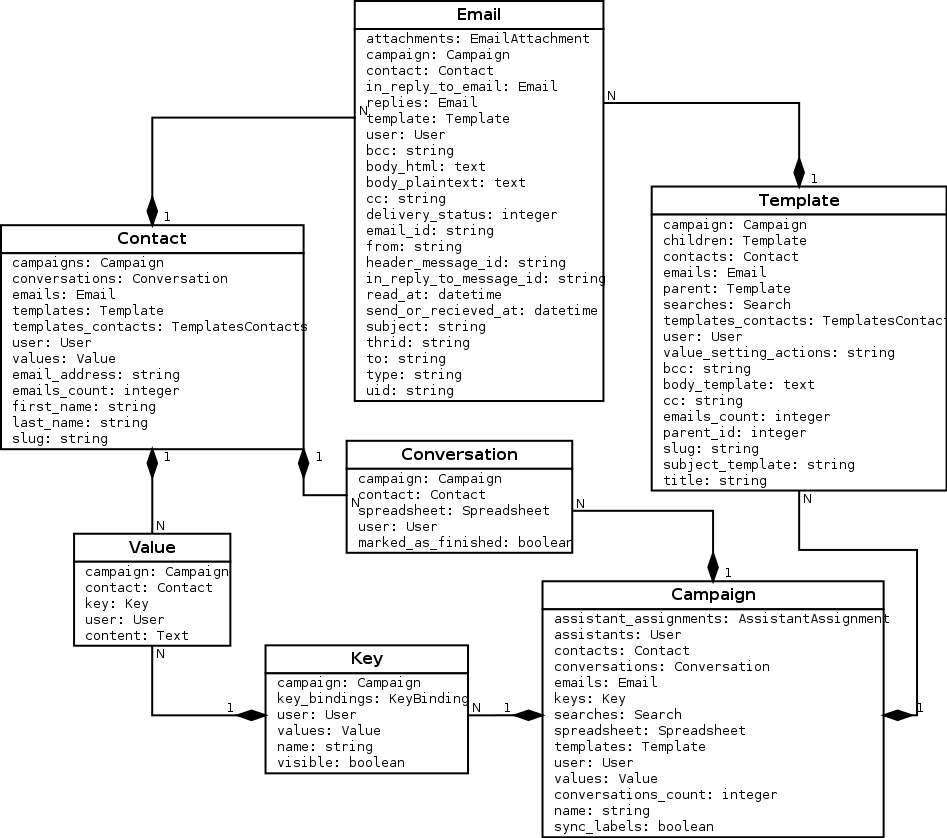 Email
attachments: EmailAttachment
campaign: Campaign
contact: Contact
in_reply_to_email: Email
replies: Email
template: Template
user: User
bcc: string
body_html: text
body_plaintext: text
cc: string
delivery_status: integer
email_id: string
from: string
header_message_id: string
in_reply_to_message_id: string
read_at: datetime
send_or_recieved_at: datetime
subject: string
thrid: string
to: string
type: string
uid: string
N
N
1
1
Contact
campaigns: Campaign
conversations: Conversation
emails: Email
templates: Template
templates_contacts: TemplatesContacts
user: User
values: Value
email_address: string
emails_count: integer
first_name: string
last_name: string
slug: string
Template
campaign: Campaign
children: Template
contacts: Contact
emails: Email
parent: Template
searches: Search
templates_contacts: TemplatesContact
user: User
value_setting_actions: string
bcc: string
body_template: text
cc: string
emails_count: integer
parent_id: integer
slug: string
subject_template: string
title: string
1
1
N
N
N
N
Conversation
campaign: Campaign
contact: Contact
spreadsheet: Spreadsheet
user: User
marked_as_finished: boolean
Value
campaign: Campaign
contact: Contact
key: Key
user: User
content: Text
N
1
1
Key
campaign: Campaign
key_bindings: KeyBinding
user: User
values: Value
name: string
visible: boolean
N
1
1
Campaign
assistant_assignments: AssistantAssignment
assistants: User
contacts: Contact
conversations: Conversation
emails: Email
keys: Key
searches: Search
spreadsheet: Spreadsheet
templates: Template
user: User
values: Value
conversations_count: integer
name: string
sync_labels: boolean